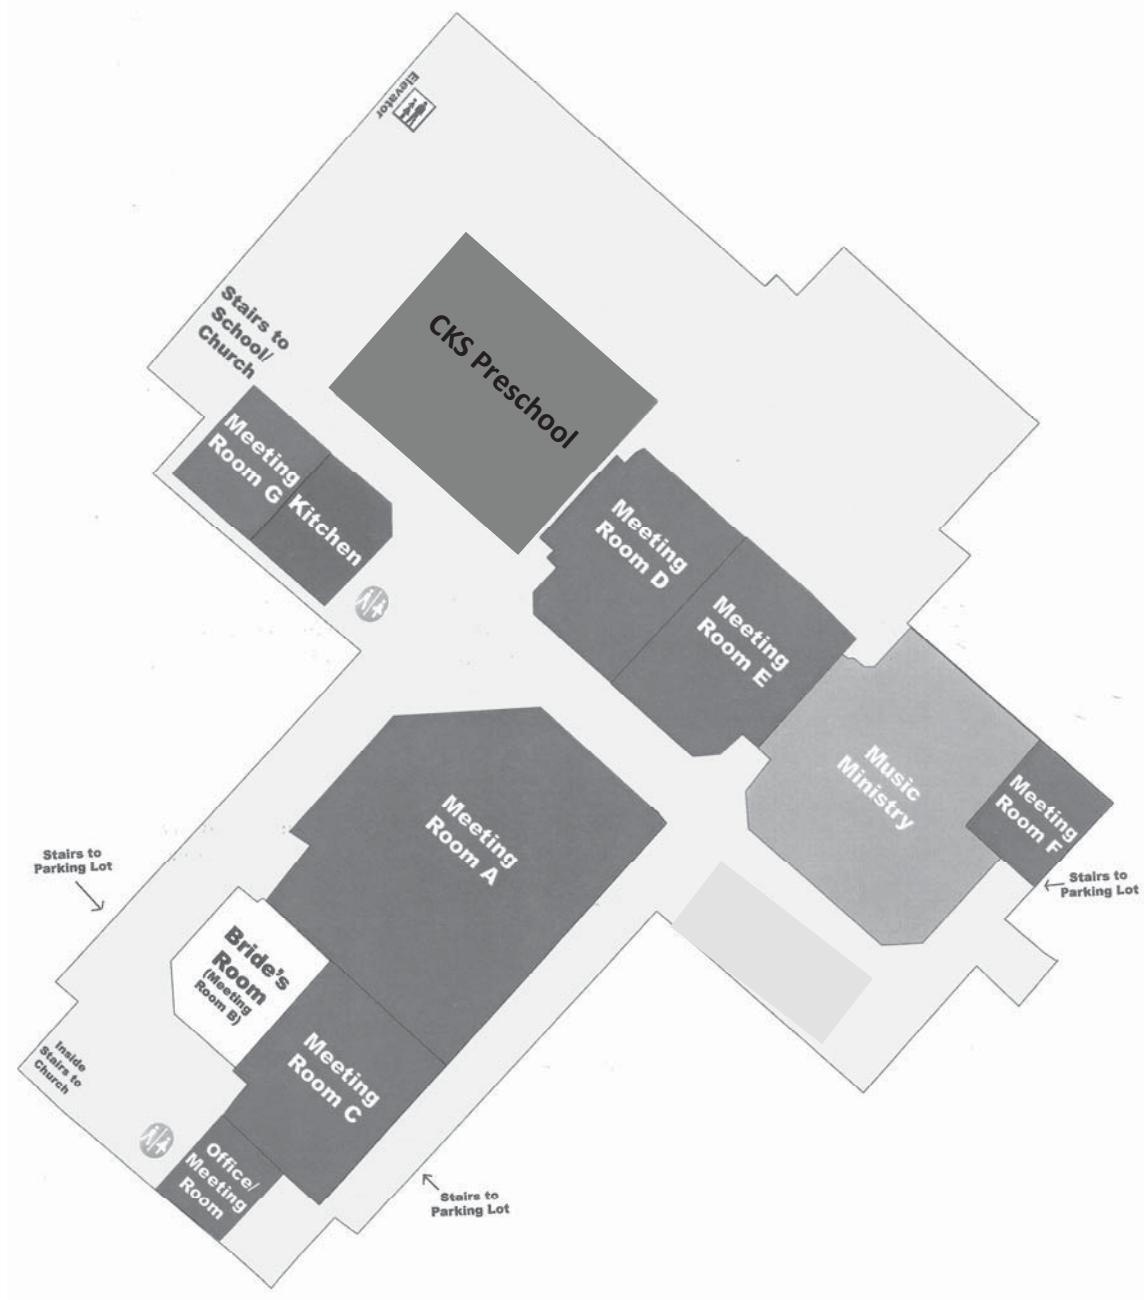 Elevator
Stairs to
School/
Church
CKS Preschool
Meeting
Room G
Kitchen
Meeting
Room D
Meeting
Room E
Music
Ministry
Meeting
Room F
Stairs to
Parking Lot
Meeting
Room A
Stairs to
Parking Lot
Bride's
Room
(Meeting
Room B)
Meeting
Room C
Inside
Stairs to
Church
Office/
Meeting
Room
Stairs to
Parking Lot